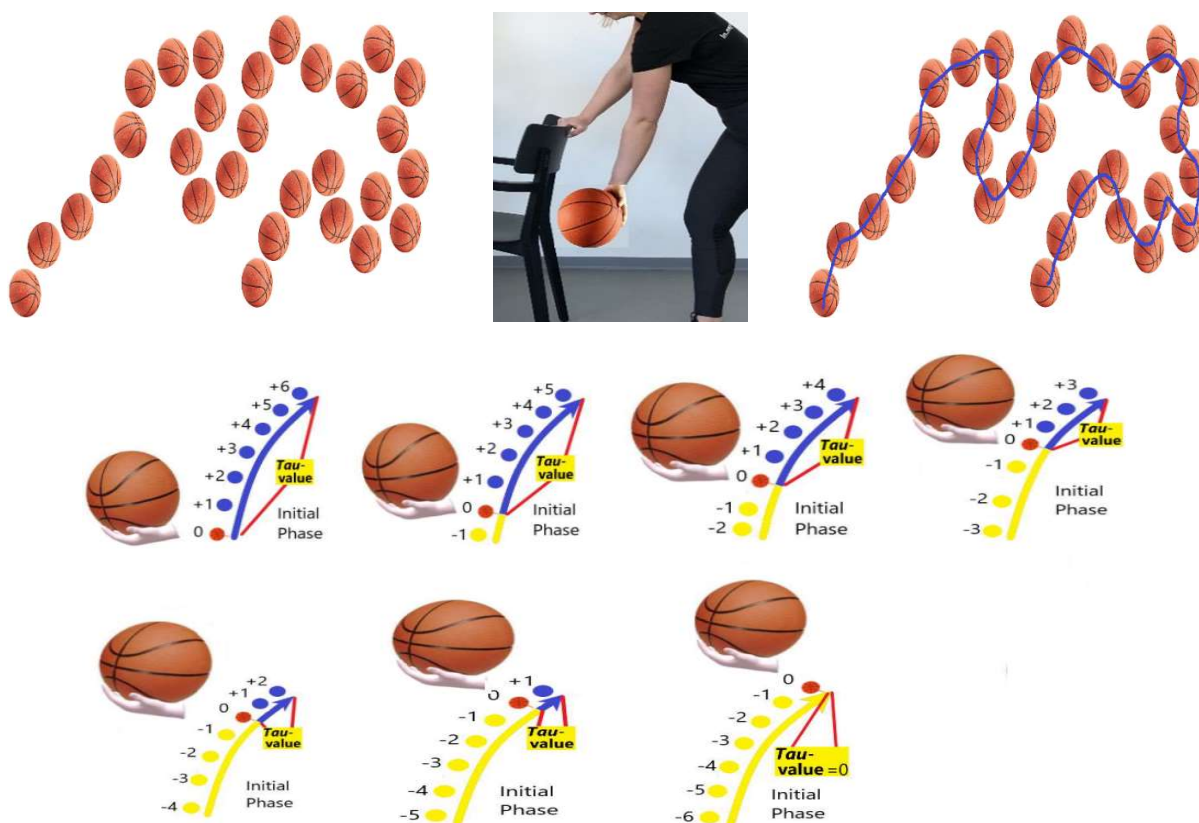 +6
+5
+4
+3
+2
+1
0
Tau-
value
Initial
Phase
+5
+4
+3
+2
+1
0
-1
Tau-
value
Initial
Phase
+4
+3
+2
+1
0
-1
-2
Tau-
value
Initial
Phase
+3
+2
+1
0
-1
-2
-3
Tau-
value
Initial
Phase
+2
+1
0
-1
-2
-3
-4
Tau-
value
Initial
Phase
+1
0
-1
-2
-3
-4
-5
Tau-
value
Initial
Phase
0
-1
-2
-3
-4
-5
-6
Tau-
value =0
Initial
Phase